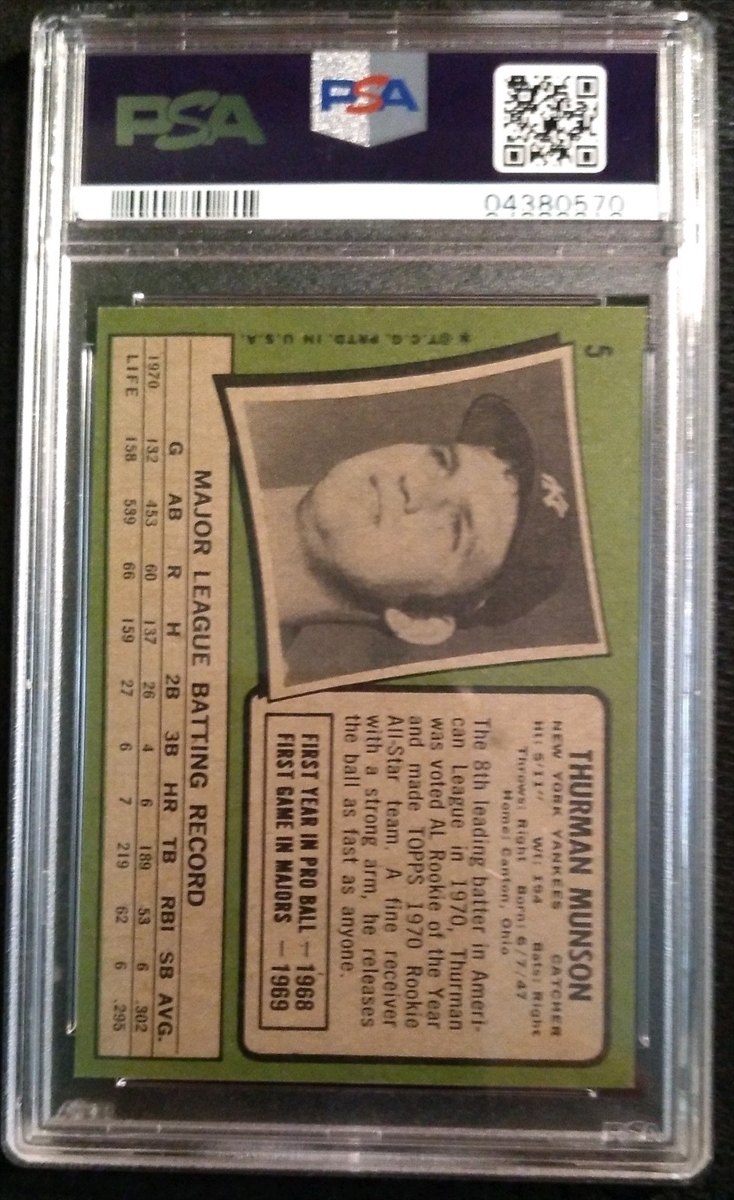 PSA
PSA
04380570
5
* ©T.C.G. PRTD. IN U.S.A.
THURMAN MUNSON
NEW YORK YANKEES CATCHER
Ht: 5'11" Wt: 194 Bats: Right
Throws: Right Born: 6/7/47
Home: Canton, Ohio
The 8th leading batter in Ameri-
can League in 1970, Thurman
was voted AL Rookie of the Year
and made TOPPS 1970 Rookie
All-Star team. A fine receiver
with a strong arm, he releases
the ball as fast as anyone.
FIRST YEAR IN PRO BALL — 1968
FIRST GAME IN MAJORS — 1969
MAJOR LEAGUE BATTING RECORD
G AB R H 2B 3B HR TB RBI SB AVG.
1970 132 453 60 137 26 4 6 189 53 6 .302
LIFE 158 539 66 159 27 6 7 219 62 6 .295
PSA